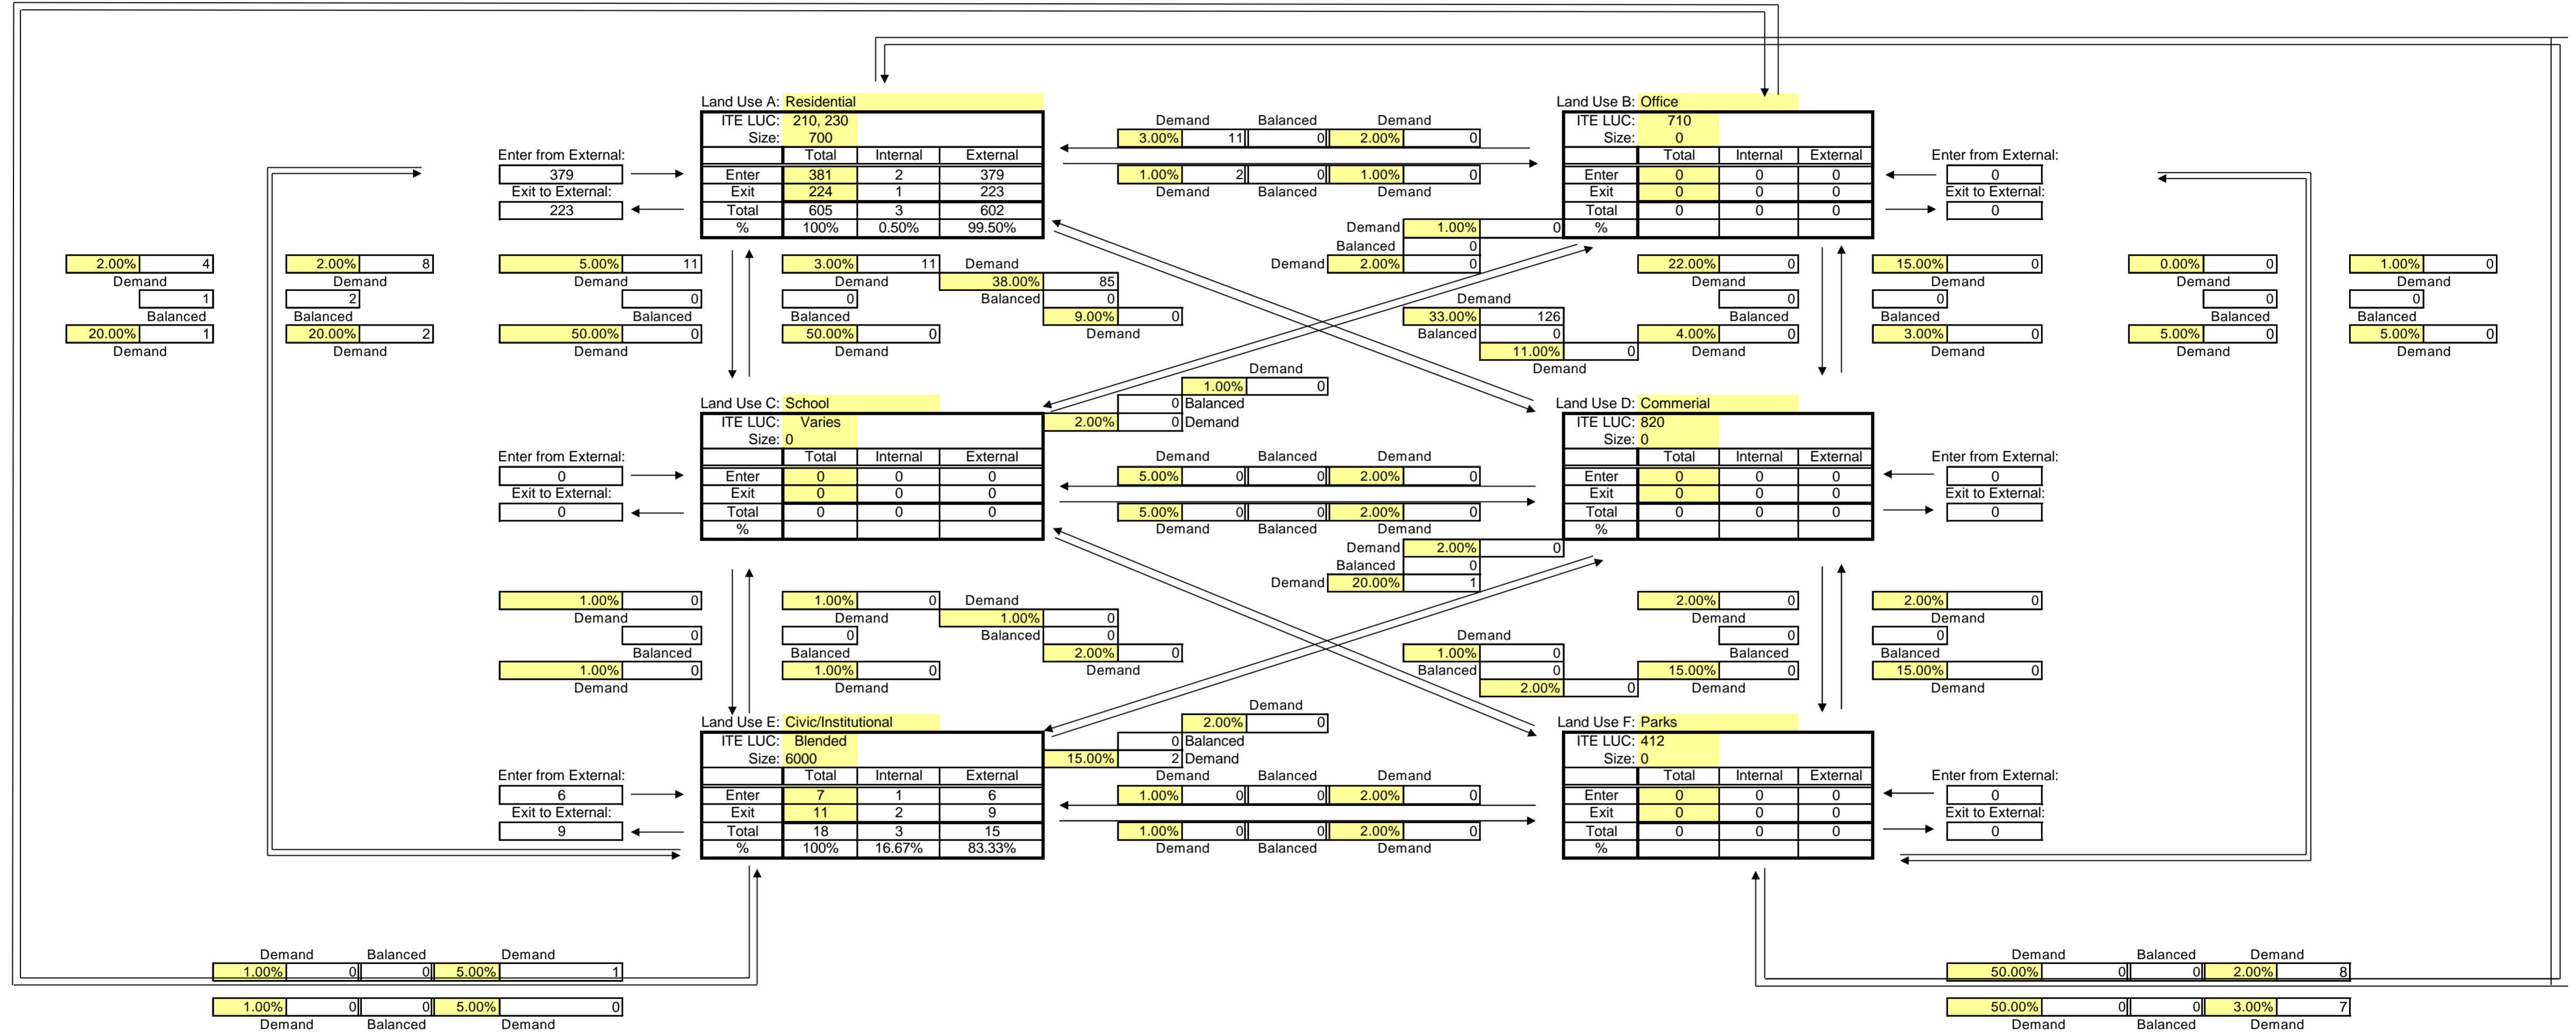 Land Use A: Residential Land Use B: Office
ITE LUC: 210, 230 Demand Balanced Demand ITE LUC: 710
Size: 700 3.00% 11 0 2.00% 0 Size: 0
Enter from External: Total Internal External Total Internal External Enter from External:
379 Enter 381 2 379 1.00% 2 0 1.00% 0 Enter 0 0 0 0
Exit to External: Exit 224 1 223 Demand Balanced Demand Exit 0 0 0 Exit to External:
223 Total 605 3 602 Total 0 0 0 0
% 100% 0.50% 99.50% Demand 1.00% 0 %
Balanced 0
2.00% 4 2.00% 8 5.00% 11 3.00% 11 Demand Demand 2.00% 0 22.00% 0 15.00% 0 0.00% 0 1.00% 0
Demand Demand Demand Demand 38.00% 85 Demand Demand Demand Demand
1 2 0 0 Balanced 0 Demand 0 0 0 0
Balanced Balanced Balanced Balanced 9.00% 0 33.00% 126 Balanced Balanced Balanced Balanced
20.00% 1 20.00% 2 50.00% 0 50.00% 0 Demand Balanced 0 4.00% 0 3.00% 0 5.00% 0 5.00% 0
Demand Demand Demand Demand 11.00% 0 Demand Demand Demand Demand
Demand Demand
1.00% 0
Land Use C: School 0 Balanced Land Use D: Commerial
ITE LUC: Varies 2.00% 0 Demand ITE LUC: 820
Size: 0 Size: 0
Enter from External: Total Internal External Demand Balanced Demand Total Internal External Enter from External:
0 Enter 0 0 0 5.00% 0 0 2.00% 0 Enter 0 0 0 0
Exit to External: Exit 0 0 0 Exit 0 0 0 Exit to External:
0 Total 0 0 0 5.00% 0 0 2.00% 0 Total 0 0 0 0
% Demand Balanced Demand %
Demand 2.00% 0
Balanced 0
Demand 20.00% 1
1.00% 0 1.00% 0 Demand 2.00% 0 2.00% 0
Demand Demand 1.00% 0 Demand Demand
0 0 Balanced 0 Demand 0 0
Balanced Balanced 2.00% 0 1.00% 0 Balanced Balanced
1.00% 0 1.00% 0 Demand Balanced 0 15.00% 0 15.00% 0
Demand Demand 2.00% 0 Demand Demand
Demand
Land Use E: Civic/Institutional 2.00% 0 Land Use F: Parks
ITE LUC: Blended 0 Balanced ITE LUC: 412
Size: 6000 15.00% 2 Demand Size: 0
Enter from External: Total Internal External Demand Balanced Demand Total Internal External Enter from External:
6 Enter 7 1 6 1.00% 0 0 2.00% 0 Enter 0 0 0 0
Exit to External: Exit 11 2 9 Exit 0 0 0 Exit to External:
9 Total 18 3 15 1.00% 0 0 2.00% 0 Total 0 0 0 0
% 100% 16.67% 83.33% Demand Balanced Demand %
Demand Balanced Demand Demand Balanced Demand
1.00% 0 0 5.00% 1 50.00% 0 0 2.00% 8
1.00% 0 0 5.00% 0 50.00% 0 0 3.00% 7
Demand Balanced Demand Demand Balanced Demand